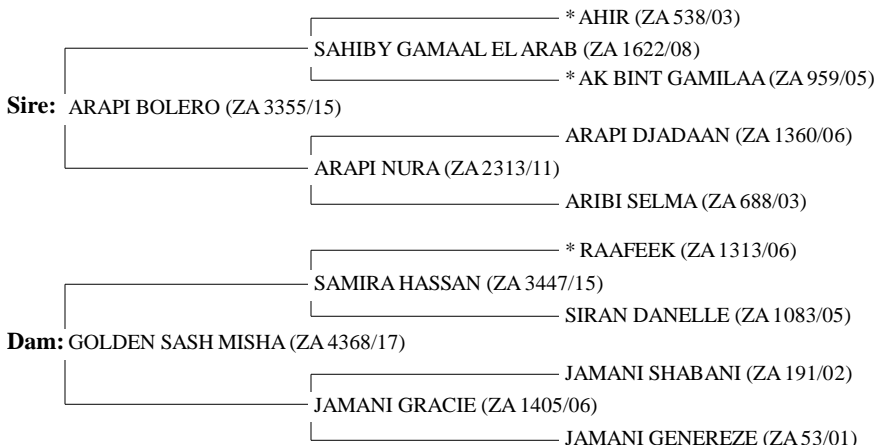 * AHIR (ZA 538/03)
SAHIBY GAMAAL EL ARAB (ZA 1622/08)
* AK BINT GAMILAA (ZA 959/05)
Sire: ARAPI BOLERO (ZA 3355/15)
ARAPI DJADAAN (ZA 1360/06)
ARAPI NURA (ZA 2313/11)
ARIBI SELMA (ZA 688/03)
* RAAFEEK (ZA 1313/06)
SAMIRA HASSAN (ZA 3447/15)
SIRAN DANELLE (ZA 1083/05)
Dam: GOLDEN SASH MISHA (ZA 4368/17)
JAMANI SHABANI (ZA 191/02)
JAMANI GRACIE (ZA 1405/06)
JAMANI GENEREZE (ZA 53/01)